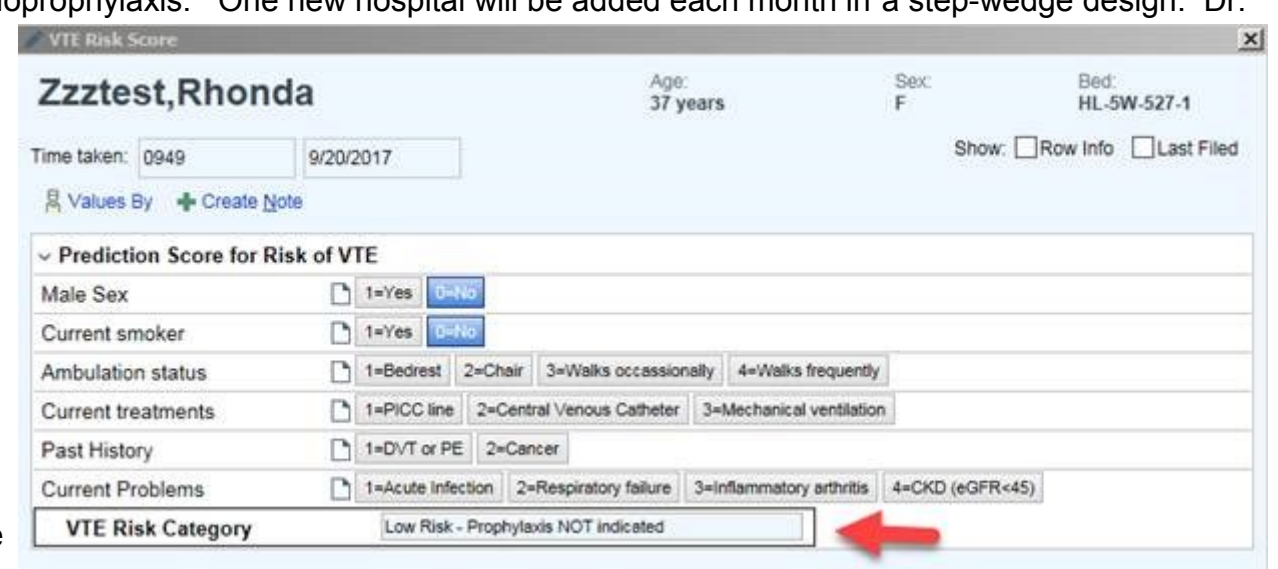 noprophylaxis. One new hospital will be added each month in a step-wedge design. Dr.
VTE Risk Score
Zzztest,Rhonda
Age: Sex: Bed:
37 years F HL-5W-527-1
Time taken: 0949 9/20/2017 Show: Row Info Last Filed
Values By Create Note
Prediction Score for Risk of VTE
Male Sex 1=Yes 0=No
Current smoker 1=Yes 0=No
Ambulation status 1=Bedrest 2=Chair 3=Walks occassionally 4=Walks frequently
Current treatments 1=PICC line 2=Central Venous Catheter 3=Mechanical ventilation
Past History 1=DVT or PE 2=Cancer
Current Problems 1=Acute Infection 2=Respiratory failure 3=Inflammatory arthritis 4=CKD (eGFR<45)
VTE Risk Category Low Risk - Prophylaxis NOT indicated